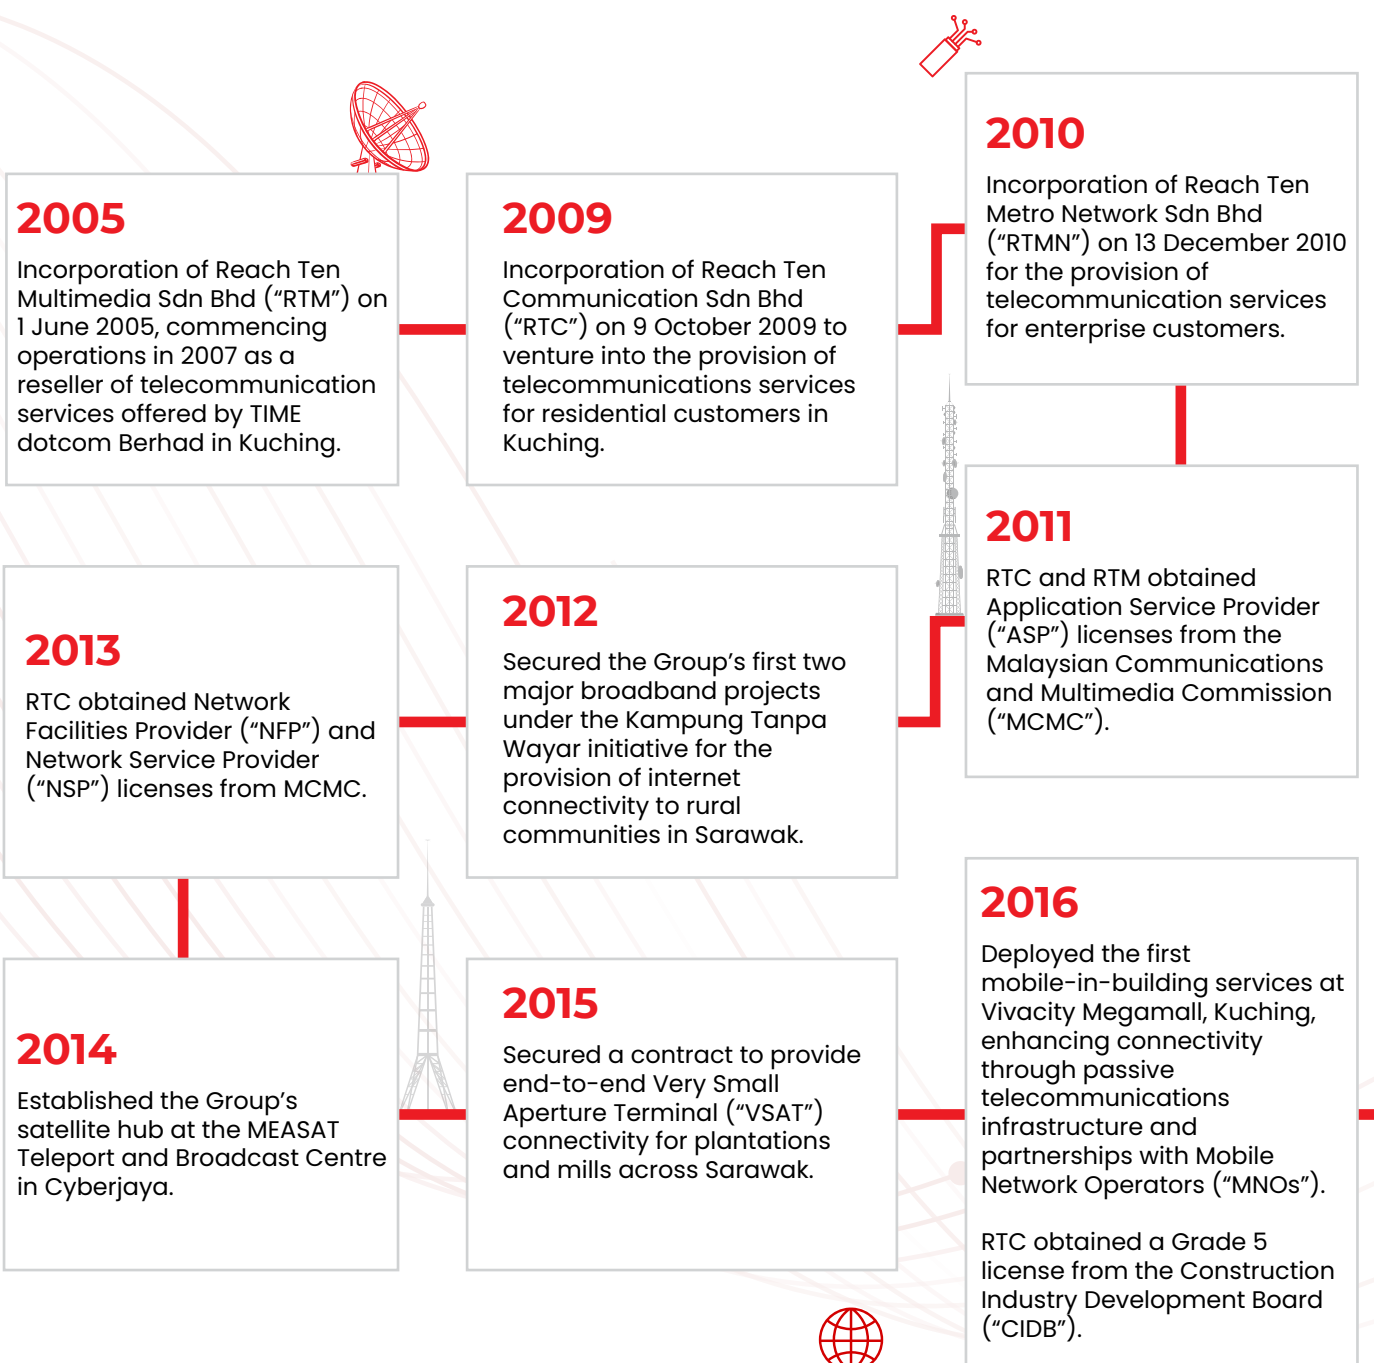 2005
Incorporation of Reach Ten
Multimedia Sdn Bhd (“RTM”) on
1 June 2005, commencing
operations in 2007 as a
reseller of telecommunication
services offered by TIME
dotcom Berhad in Kuching.
2009
Incorporation of Reach Ten
Communication Sdn Bhd
(“RTC”) on 9 October 2009 to
venture into the provision of
telecommunications services
for residential customers in
Kuching.
2010
Incorporation of Reach Ten
Metro Network Sdn Bhd
(“RTMN”) on 13 December 2010
for the provision of
telecommunication services
for enterprise customers.
2011
RTC and RTM obtained
Application Service Provider
(“ASP”) licenses from the
Malaysian Communications
and Multimedia Commission
(“MCMC”).
2012
Secured the Group’s first two
major broadband projects
under the Kampung Tanpa
Wayar initiative for the
provision of internet
connectivity to rural
communities in Sarawak.
2013
RTC obtained Network
Facilities Provider (“NFP”) and
Network Service Provider
(“NSP”) licenses from MCMC.
2014
Established the Group’s
satellite hub at the MEASAT
Teleport and Broadcast Centre
in Cyberjaya.
2015
Secured a contract to provide
end-to-end Very Small
Aperture Terminal (“VSAT”)
connectivity for plantations
and mills across Sarawak.
2016
Deployed the first
mobile-in-building services at
Vivacity Megamall, Kuching,
enhancing connectivity
through passive
telecommunications
infrastructure and
partnerships with Mobile
Network Operators (“MNOs”).
RTC obtained a Grade 5
license from the Construction
Industry Development Board
(“CIDB”).